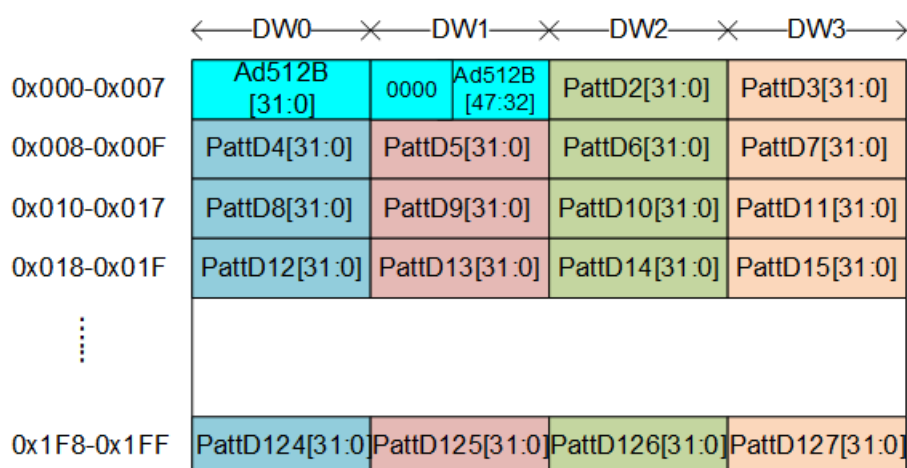 DW0 DW1 DW2 DW3
0x000-0x007 Ad512B [31:0] 0000 Ad512B [47:32] PattD2[31:0] PattD3[31:0]
0x008-0x00F PattD4[31:0] PattD5[31:0] PattD6[31:0] PattD7[31:0]
0x010-0x017 PattD8[31:0] PattD9[31:0] PattD10[31:0] PattD11[31:0]
0x018-0x01F PattD12[31:0] PattD13[31:0] PattD14[31:0] PattD15[31:0]
0x1F8-0x1FF PattD124[31:0] PattD125[31:0] PattD126[31:0] PattD127[31:0]